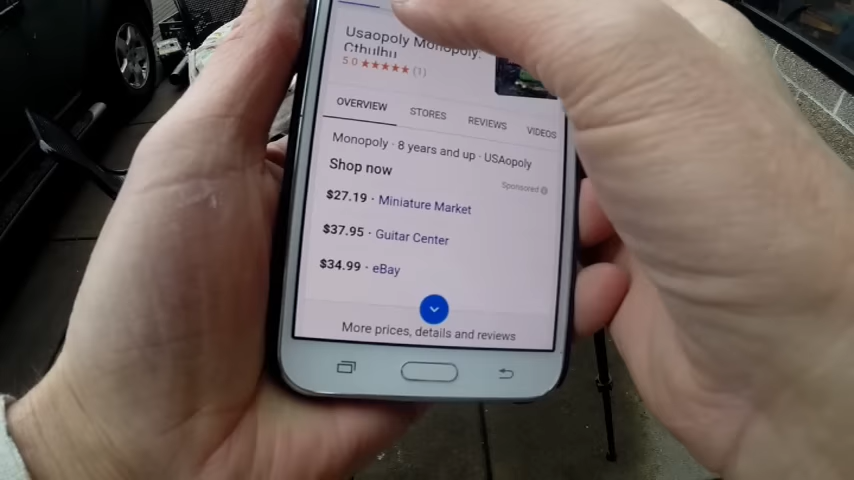 Usaopoly Monopoly:
Cthulhu
5.0 ★★★★★ (1)
OVERVIEW STORES REVIEWS VIDEOS
Monopoly · 8 years and up · USAopoly
Shop now
Sponsored
$27.19 · Miniature Market
$37.95 · Guitar Center
$34.99 · eBay
More prices, details and reviews